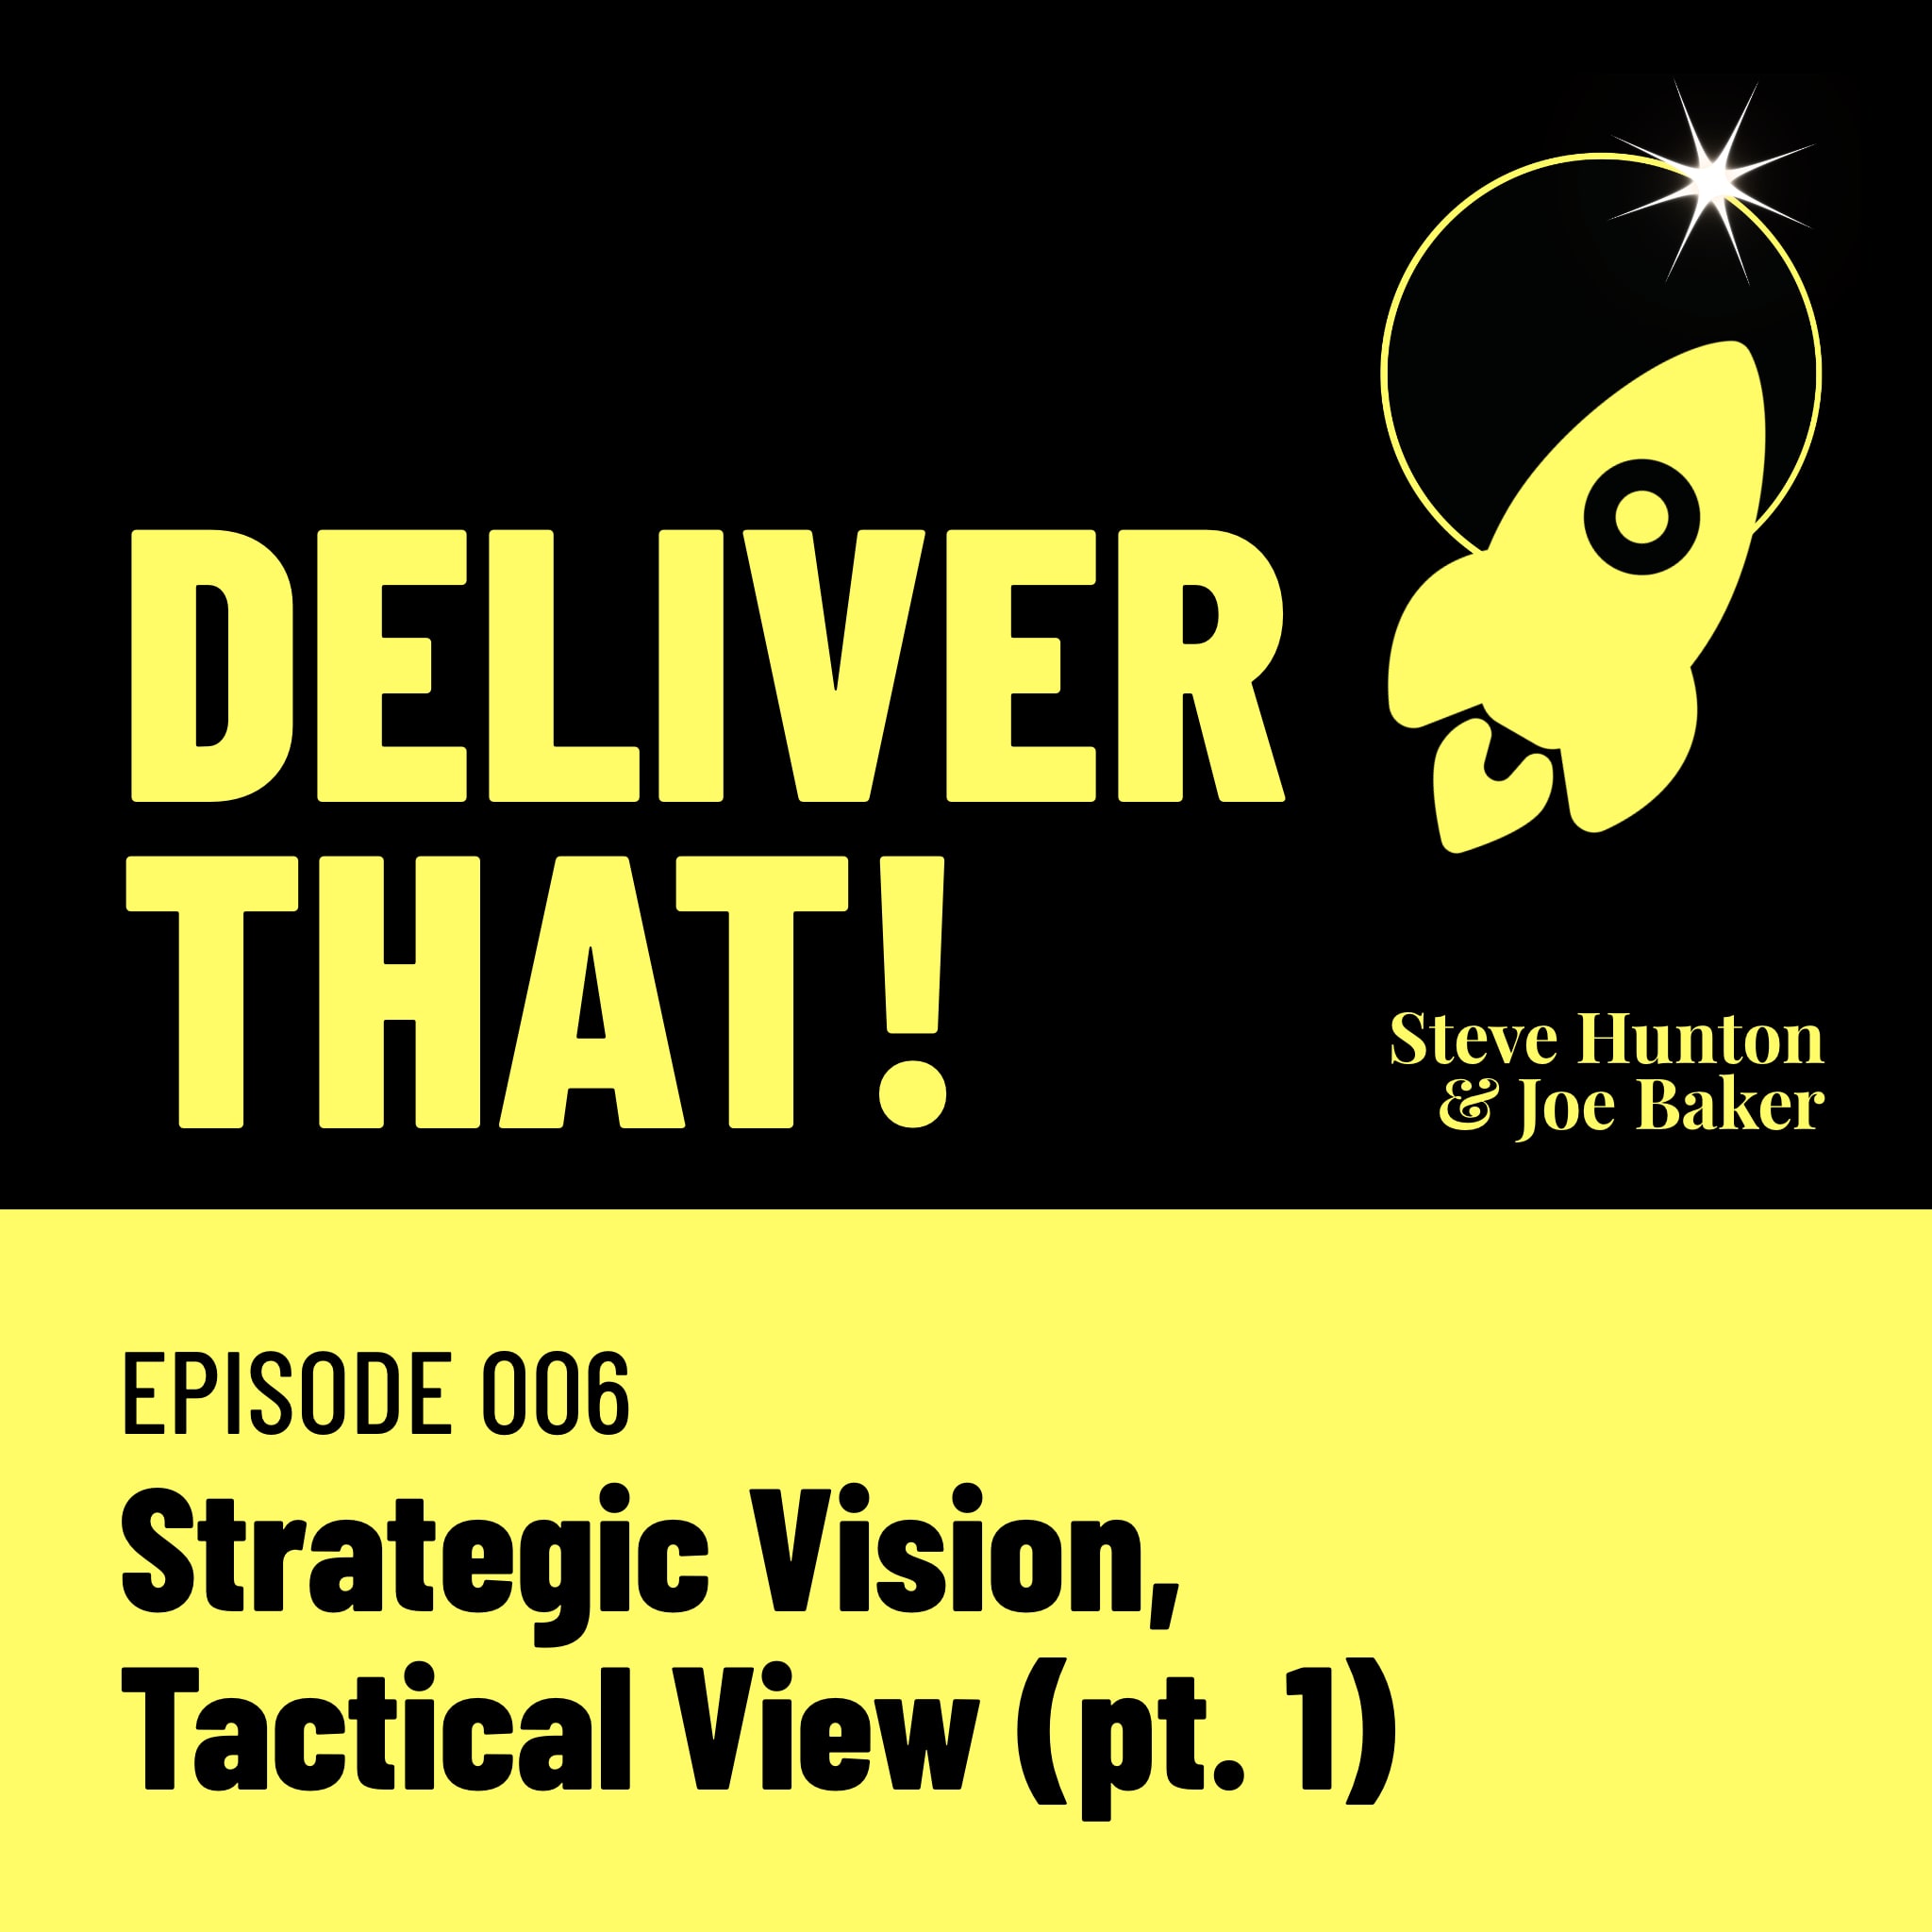 DELIVER
THAT!
Steve Hunton
& Joe Baker
EPISODE 006
Strategic Vision,
Tactical View (pt. 1)